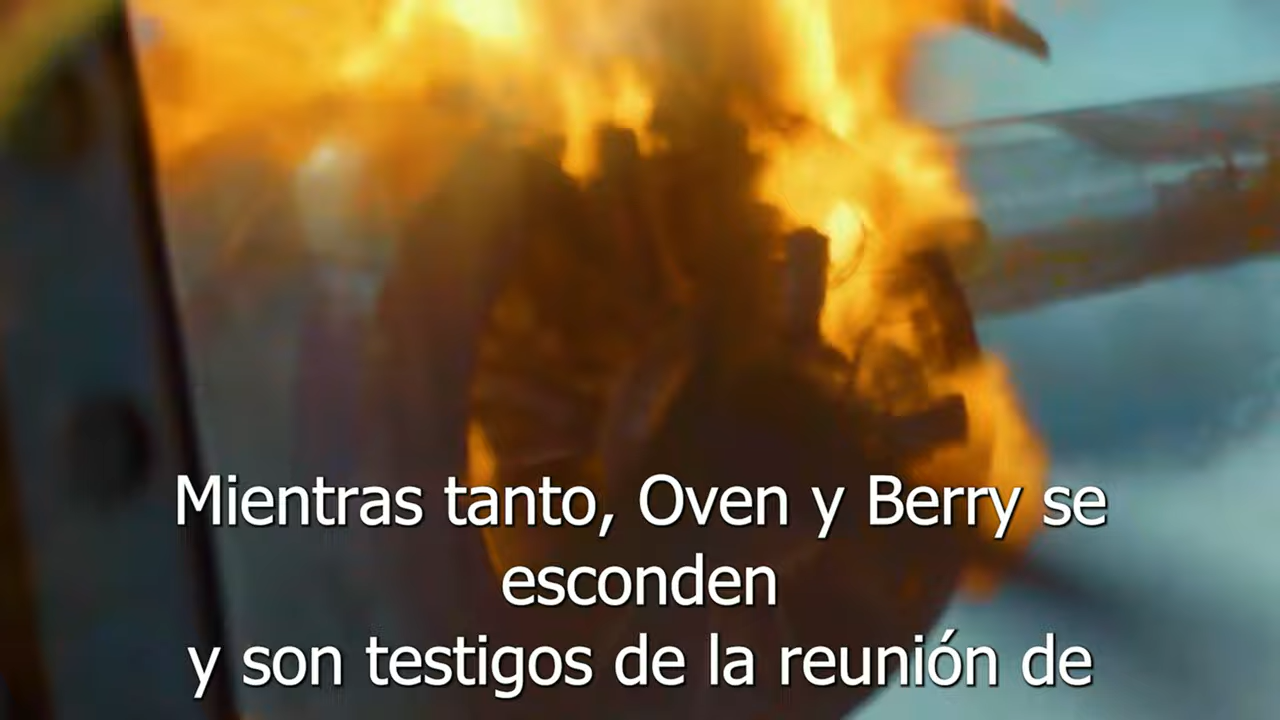 Mientras tanto, Oven y Berry se
esconden
y son testigos de la reunión de